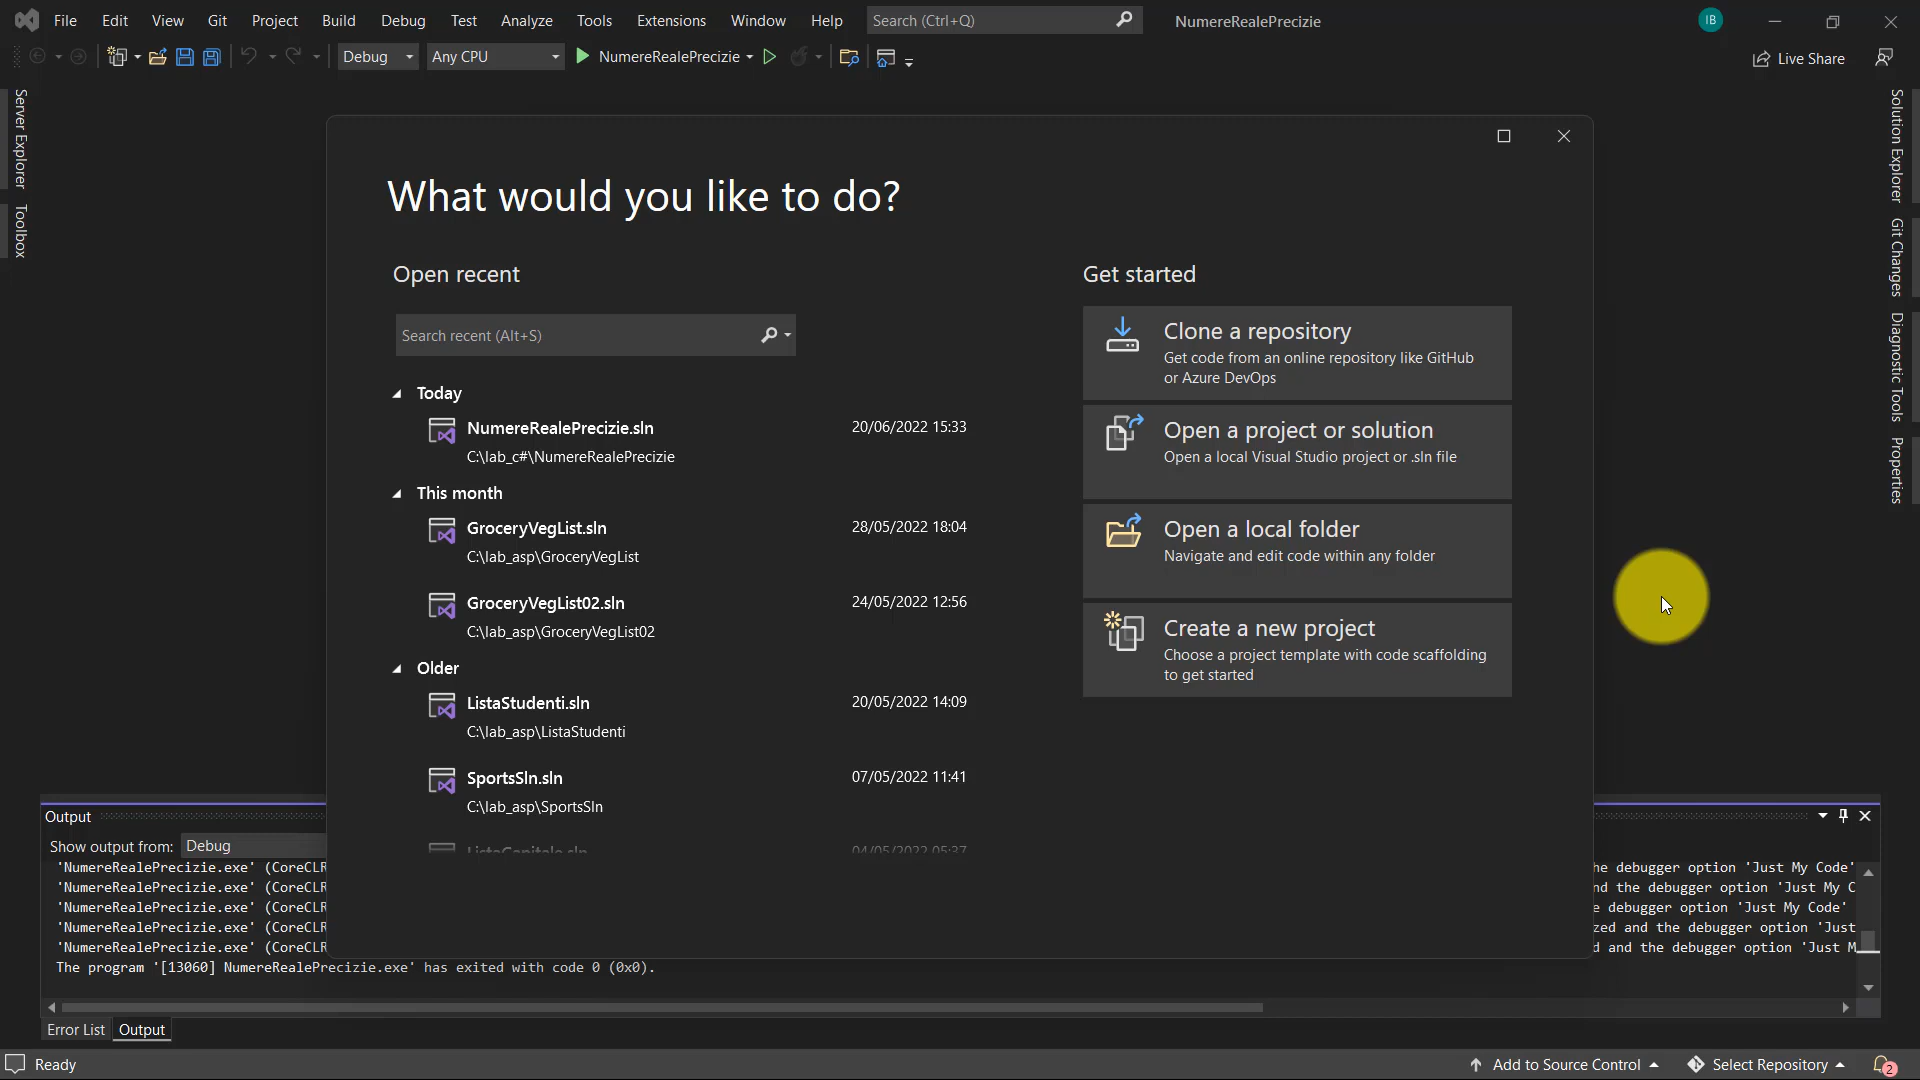 File Edit View Git Project Build Debug Test Analyze Tools Extensions Window Help Search (Ctrl+Q) NumereRealePrecizie IB
Debug Any CPU NumereRealePrecizie Live Share
Server Explorer
Toolbox
Solution Explorer
Git Changes
Diagnostic Tools
Properties
What would you like to do?
Open recent
Search recent (Alt+S)
Today
NumereRealePrecizie.sln 20/06/2022 15:33
C:\lab_c#\NumereRealePrecizie
This month
GroceryVegList.sln 28/05/2022 18:04
C:\lab_asp\GroceryVegList
GroceryVegList02.sln 24/05/2022 12:56
C:\lab_asp\GroceryVegList02
Older
ListaStudenti.sln 20/05/2022 14:09
C:\lab_asp\ListaStudenti
SportsSln.sln 07/05/2022 11:41
C:\lab_asp\SportsSln
Get started
Clone a repository
Get code from an online repository like GitHub
or Azure DevOps
Open a project or solution
Open a local Visual Studio project or .sln file
Open a local folder
Navigate and edit code within any folder
Create a new project
Choose a project template with code scaffolding
to get started
Output
Show output from: Debug
'NumereRealePrecizie.exe' (CoreCLR he debugger option 'Just My Code'
'NumereRealePrecizie.exe' (CoreCLR nd the debugger option 'Just My C
'NumereRealePrecizie.exe' (CoreCLR e debugger option 'Just My Code'
'NumereRealePrecizie.exe' (CoreCLR zed and the debugger option 'Just
'NumereRealePrecizie.exe' (CoreCLR d and the debugger option 'Just M
The program '[13060] NumereRealePrecizie.exe' has exited with code 0 (0x0).
Error List Output
Ready Add to Source Control Select Repository 2